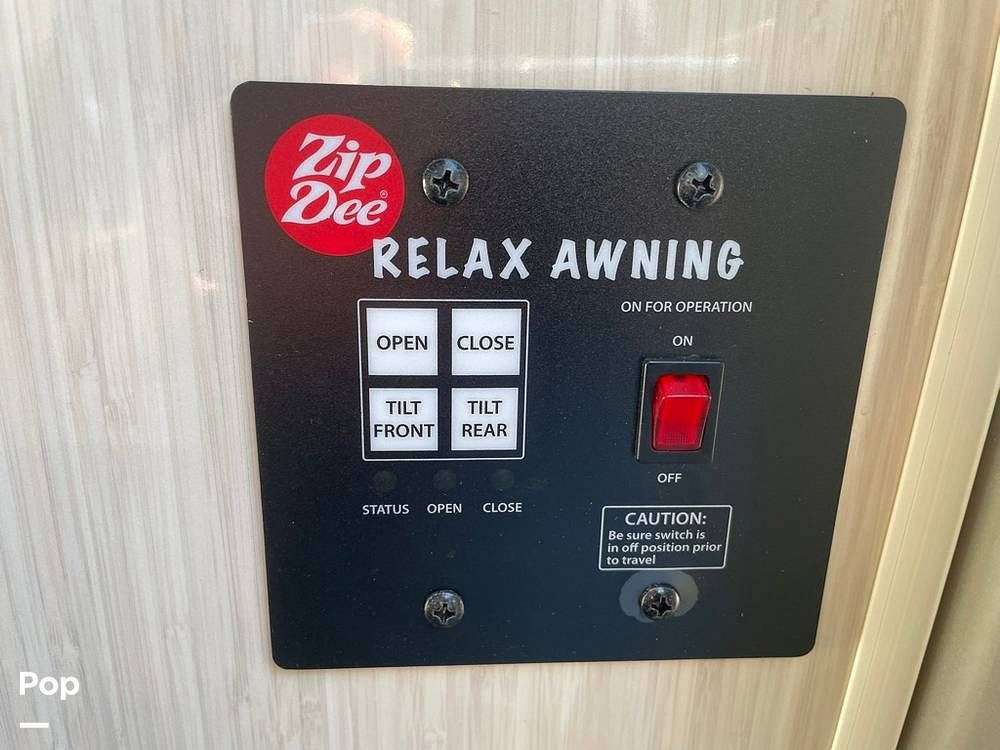 Zip
Dee®
RELAX AWNING
ON FOR OPERATION
OPEN CLOSE
TILT FRONT
TILT REAR
ON
OFF
STATUS OPEN CLOSE
CAUTION:
Be sure switch is
in off position prior
to travel
Pop